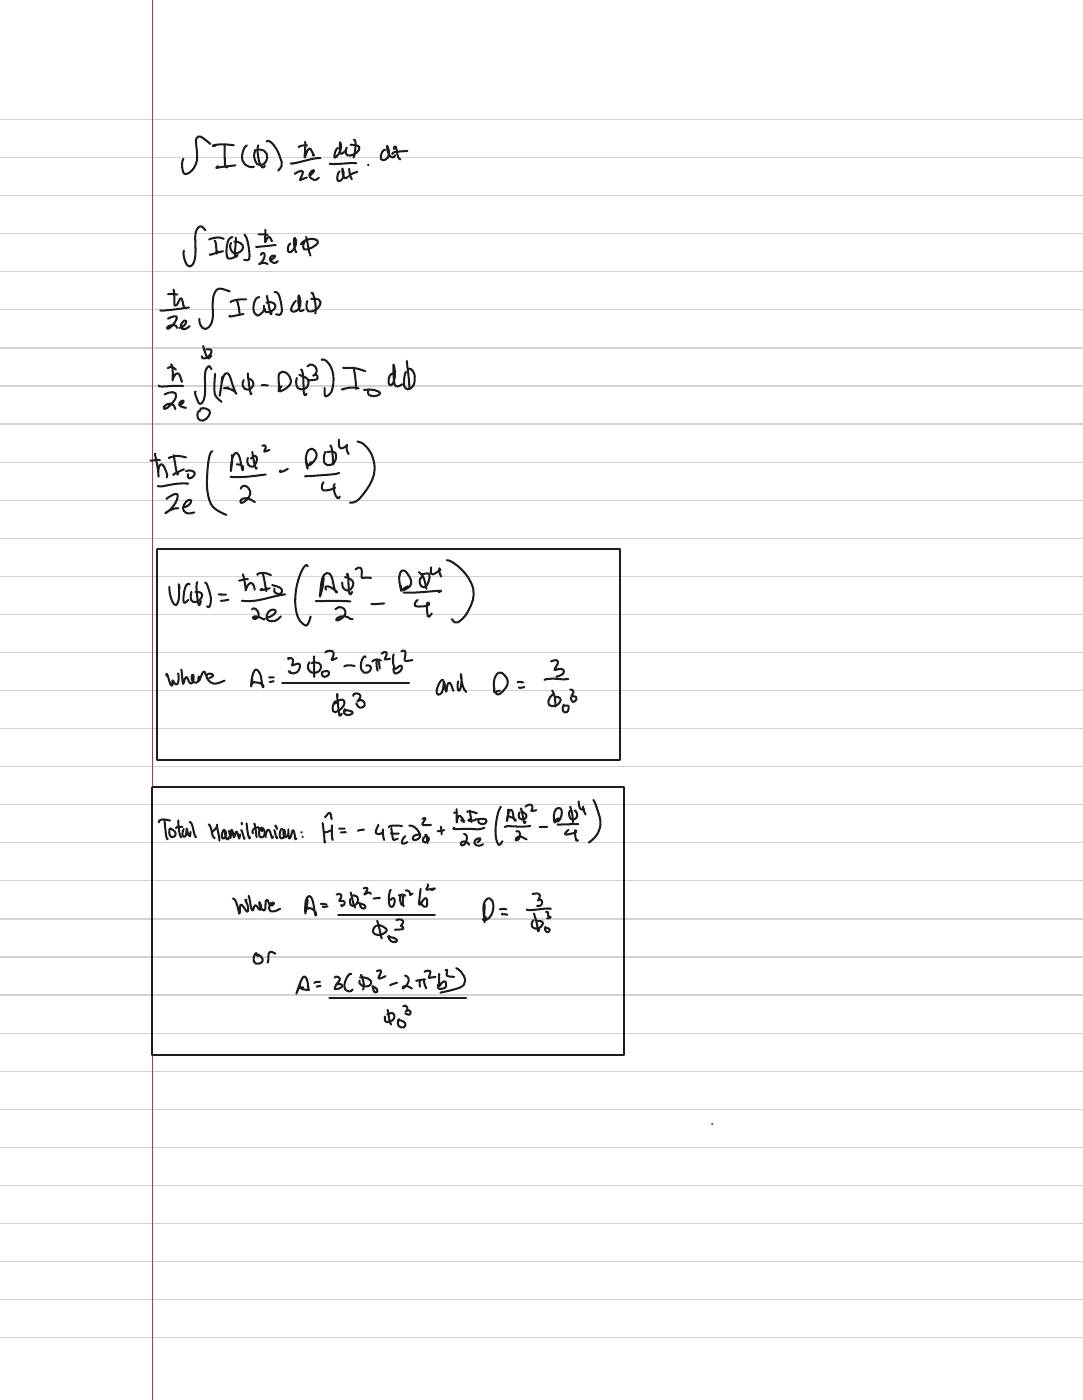 ∫ I(ϕ) ħ/2e dϕ/dt · dt
∫ I(ϕ) ħ/2e dϕ
ħ/2e ∫ I(ϕ) dϕ
ħ/2e ∫₀^ϕ (Aϕ - Dϕ³) I₀ dϕ
ħI₀/2e (Aϕ²/2 - Dϕ⁴/4)
U(ϕ) = ħI₀/2e (Aϕ²/2 - Dϕ⁴/4)
where A = (3ϕ₀² - 6π²b²)/ϕ₀³ and D = 3/ϕ₀³
Total Hamiltonian: Ĥ = - 4E_c ∂²_ϕ + ħI₀/2e (Aϕ²/2 - Dϕ⁴/4)
where A = (3ϕ₀² - 6π²b²)/ϕ₀³ D = 3/ϕ₀³
or
A = 3(ϕ₀² - 2π²b²)/ϕ₀³